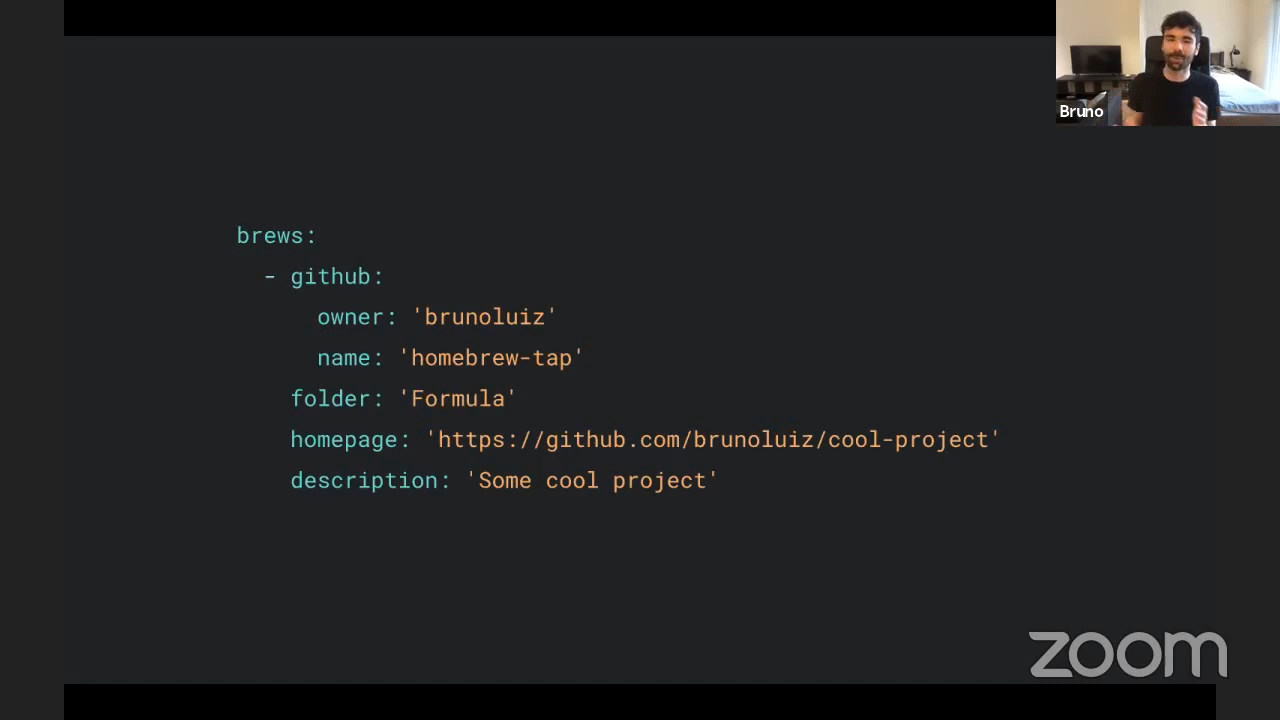 Bruno
brews:
- github:
owner: 'brunoluiz'
name: 'homebrew-tap'
folder: 'Formula'
homepage: 'https://github.com/brunoluiz/cool-project'
description: 'Some cool project'
zoom